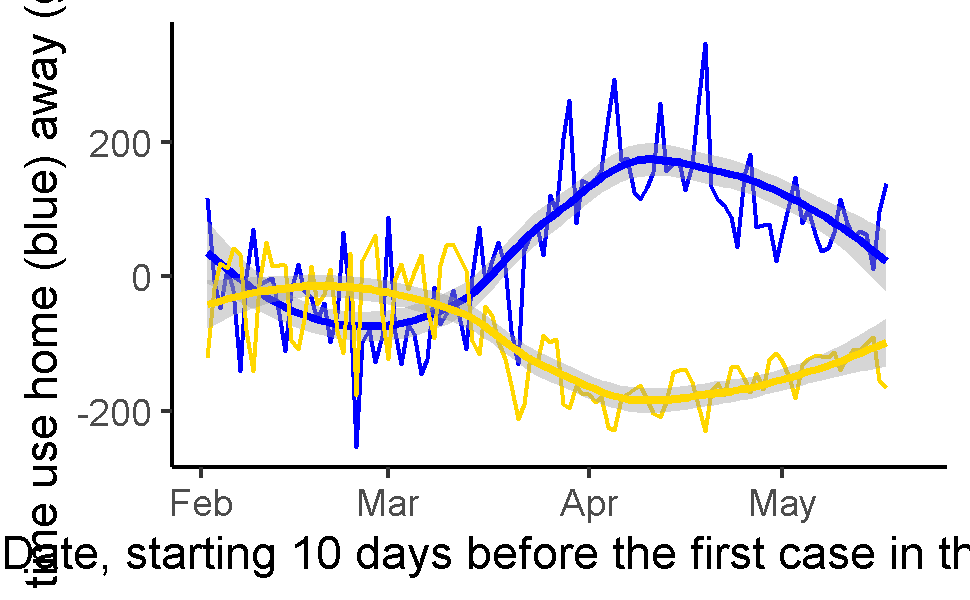 time use home (blue) away (
200
0
-200
Feb Mar Apr May
Date, starting 10 days before the first case in th